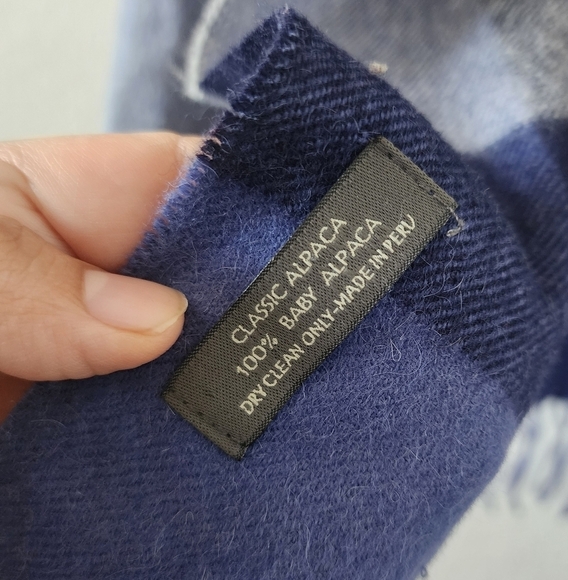 CLASSIC ALPACA
100% BABY ALPACA
DRY CLEAN ONLY-MADE IN PERU